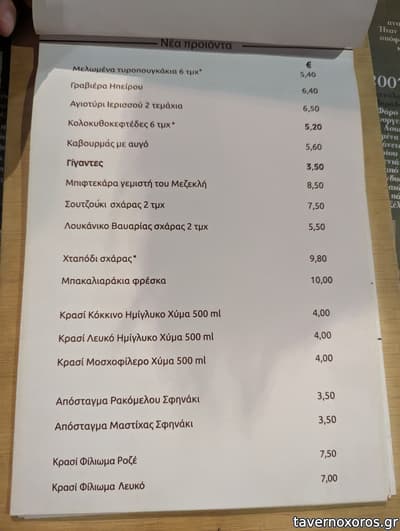 Νέα προϊόντα
€
Μελωμένα τυροπουγκάκια 6 τμχ* 5,40
Γραβιέρα Ηπείρου 6,40
Αγιοτύρι Ιερισσού 2 τεμάχια 6,50
Κολοκυθοκεφτέδες 6 τμχ* 5,20
Καβουρμάς με αυγό 5,60
Γίγαντες 3,50
Μπιφτεκάρα γεμιστή του Μεζεκλή 8,50
Σουτζούκι σχάρας 2 τμχ 7,50
Λουκάνικο Βαυαρίας σχάρας 2 τμχ 5,50
Χταπόδι σχάρας* 9,80
Μπακαλιαράκια φρέσκα 10,00
Κρασί Κόκκινο Ημίγλυκο Χύμα 500 ml 4,00
Κρασί Λευκό Ημίγλυκο Χύμα 500 ml 4,00
Κρασί Μοσχοφίλερο Χύμα 500 ml 4,00
Απόσταγμα Ρακόμελου Σφηνάκι 3,50
Απόσταγμα Μαστίχας Σφηνάκι 3,50
Κρασί Φίλιωμα Ροζέ 7,50
Κρασί Φίλιωμα Λευκό 7,00
tavernoxoros.gr